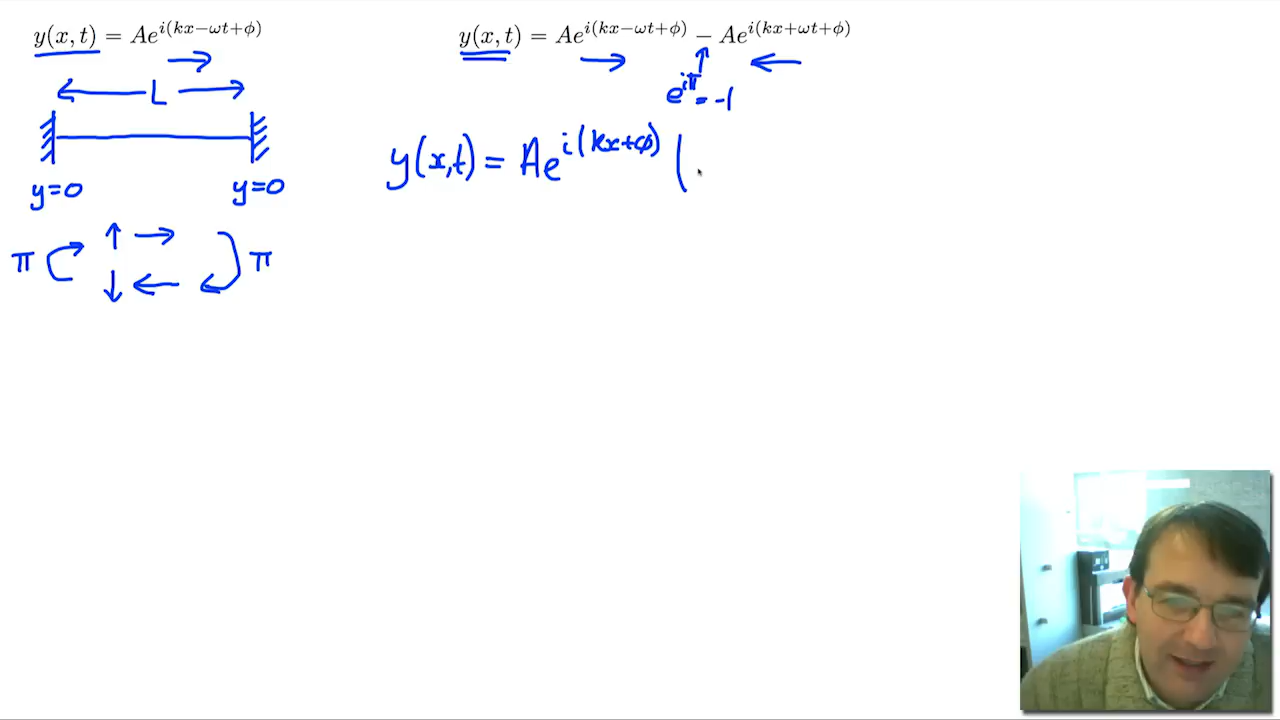 y(x, t) = Ae^{i(kx−ωt+ϕ)}
L
y=0 y=0
π π
y(x, t) = Ae^{i(kx−ωt+ϕ)} − Ae^{i(kx+ωt+ϕ)}
e^{iπ} = -1
y(x,t) = Ae^{i(kx+ϕ)} (